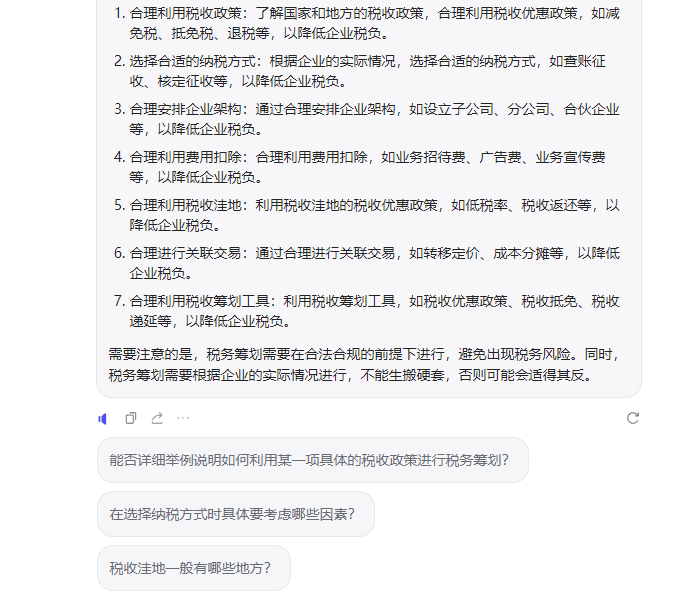 1. 合理利用税收政策：了解国家和地方的税收政策，合理利用税收优惠政策，如减
免税、抵免税、退税等，以降低企业税负。
2. 选择合适的纳税方式：根据企业的实际情况，选择合适的纳税方式，如查账征
收、核定征收等，以降低企业税负。
3. 合理安排企业架构：通过合理安排企业架构，如设立子公司、分公司、合伙企业
等，以降低企业税负。
4. 合理利用费用扣除：合理利用费用扣除，如业务招待费、广告费、业务宣传费
等，以降低企业税负。
5. 合理利用税收洼地：利用税收洼地的税收优惠政策，如低税率、税收返还等，以
降低企业税负。
6. 合理进行关联交易：通过合理进行关联交易，如转移定价、成本分摊等，以降低
企业税负。
7. 合理利用税收筹划工具：利用税收筹划工具，如税收优惠政策、税收抵免、税收
递延等，以降低企业税负。
需要注意的是，税务筹划需要在合法合规的前提下进行，避免出现税务风险。同时，
税务筹划需要根据企业的实际情况进行，不能生搬硬套，否则可能会适得其反。
能否详细举例说明如何利用某一项具体的税收政策进行税务筹划？
在选择纳税方式时具体要考虑哪些因素？
税收洼地一般有哪些地方？